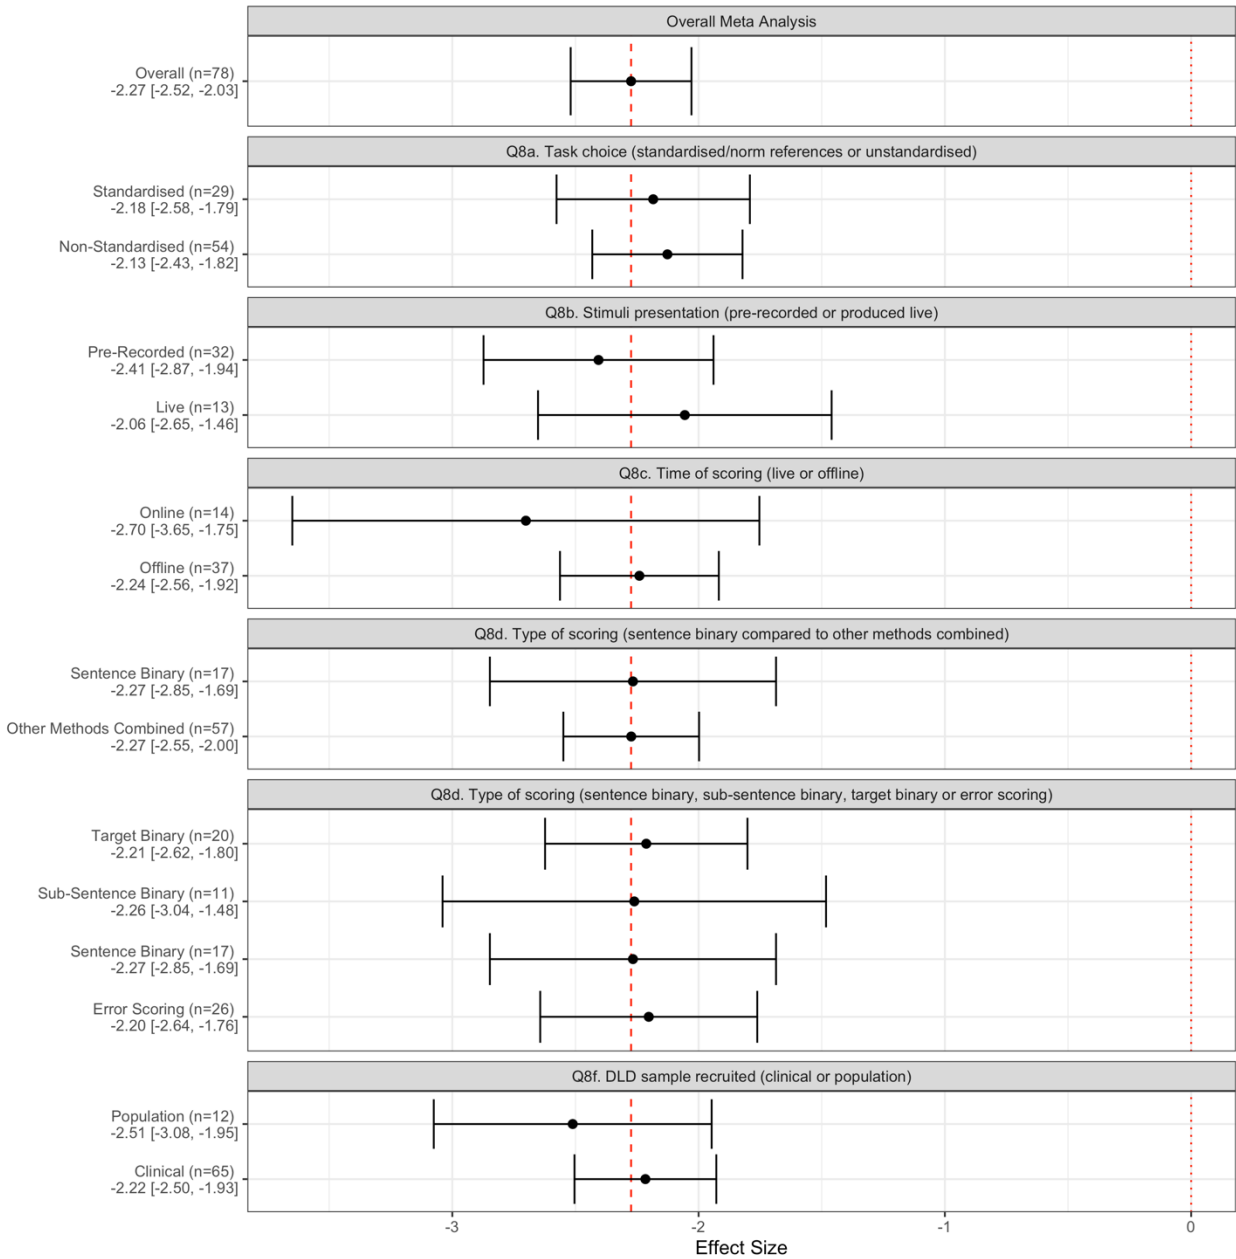 Overall Meta Analysis
Overall (n=78)
-2.27 [-2.52, -2.03]
Q8a. Task choice (standardised/norm references or unstandardised)
Standardised (n=29)
-2.18 [-2.58, -1.79]
Non-Standardised (n=54)
-2.13 [-2.43, -1.82]
Q8b. Stimuli presentation (pre-recorded or produced live)
Pre-Recorded (n=32)
-2.41 [-2.87, -1.94]
Live (n=13)
-2.06 [-2.65, -1.46]
Q8c. Time of scoring (live or offline)
Online (n=14)
-2.70 [-3.65, -1.75]
Offline (n=37)
-2.24 [-2.56, -1.92]
Q8d. Type of scoring (sentence binary compared to other methods combined)
Sentence Binary (n=17)
-2.27 [-2.85, -1.69]
Other Methods Combined (n=57)
-2.27 [-2.55, -2.00]
Q8d. Type of scoring (sentence binary, sub-sentence binary, target binary or error scoring)
Target Binary (n=20)
-2.21 [-2.62, -1.80]
Sub-Sentence Binary (n=11)
-2.26 [-3.04, -1.48]
Sentence Binary (n=17)
-2.27 [-2.85, -1.69]
Error Scoring (n=26)
-2.20 [-2.64, -1.76]
Q8f. DLD sample recruited (clinical or population)
Population (n=12)
-2.51 [-3.08, -1.95]
Clinical (n=65)
-2.22 [-2.50, -1.93]
-3 -2 -1 0
Effect Size